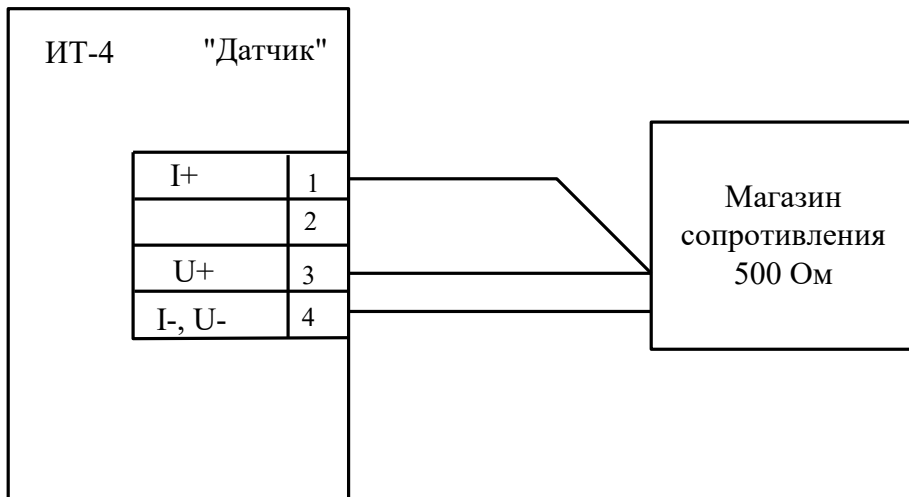 ИТ-4 "Датчик"
I+ 1
2
U+ 3
I-, U- 4
Магазин
сопротивления
500 Ом